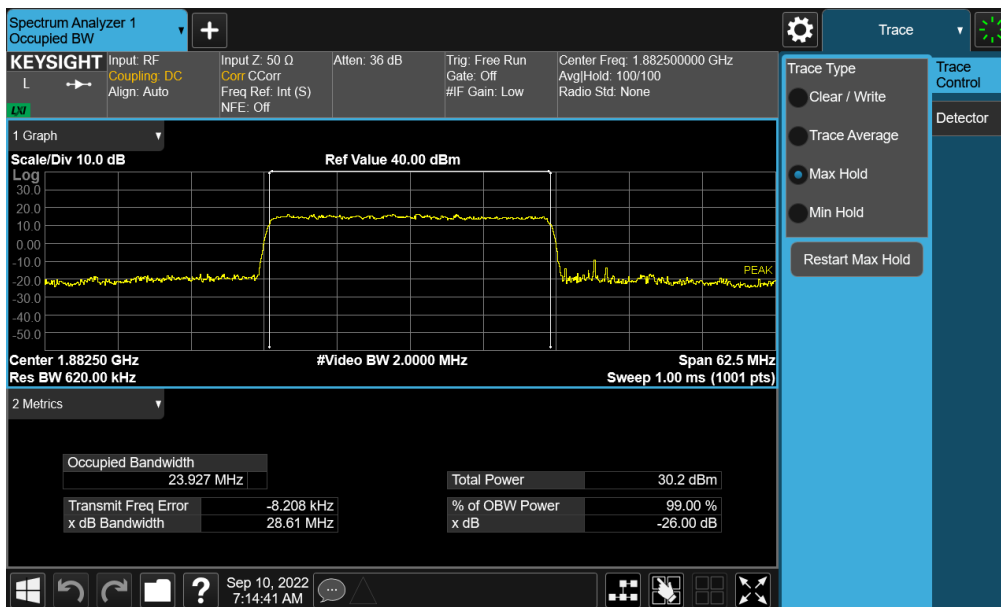 Spectrum Analyzer 1
Occupied BW
+
Trace
KEYSIGHT
L
LXI
Input: RF
Coupling: DC
Align: Auto
Input Z: 50 Ω
Corr CCorr
Freq Ref: Int (S)
NFE: Off
Atten: 36 dB
Trig: Free Run
Gate: Off
#IF Gain: Low
Center Freq: 1.882500000 GHz
Avg|Hold: 100/100
Radio Std: None
Trace Type
Clear / Write
Trace Average
Max Hold
Min Hold
Restart Max Hold
Trace
Control
Detector
1 Graph
Scale/Div 10.0 dB
Ref Value 40.00 dBm
Log
30.0
20.0
10.0
0.00
-10.0
-20.0
-30.0
-40.0
-50.0
PEAK
Center 1.88250 GHz
#Video BW 2.0000 MHz
Span 62.5 MHz
Res BW 620.00 kHz
Sweep 1.00 ms (1001 pts)
2 Metrics
Occupied Bandwidth
23.927 MHz
Total Power 30.2 dBm
Transmit Freq Error -8.208 kHz
% of OBW Power 99.00 %
x dB Bandwidth 28.61 MHz
x dB -26.00 dB
?
Sep 10, 2022
7:14:41 AM